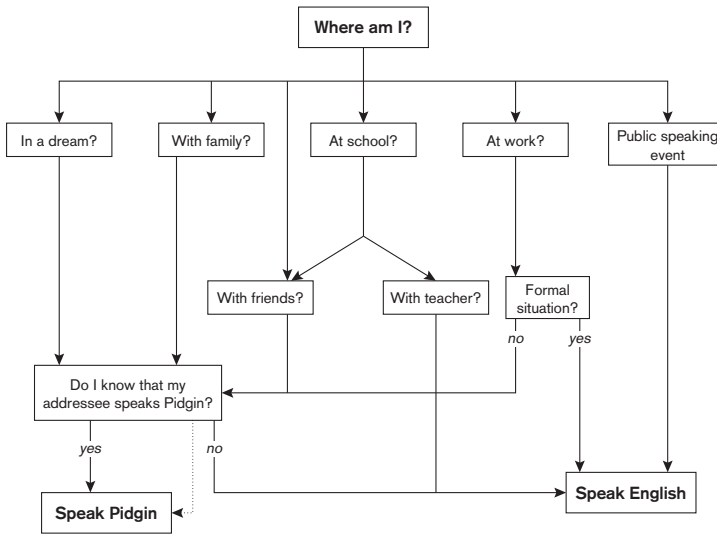 Where am I?
In a dream?
With family?
At school?
At work?
Public speaking
event
With friends?
With teacher?
Formal
situation?
no
yes
Do I know that my
addressee speaks Pidgin?
yes
no
Speak Pidgin
Speak English